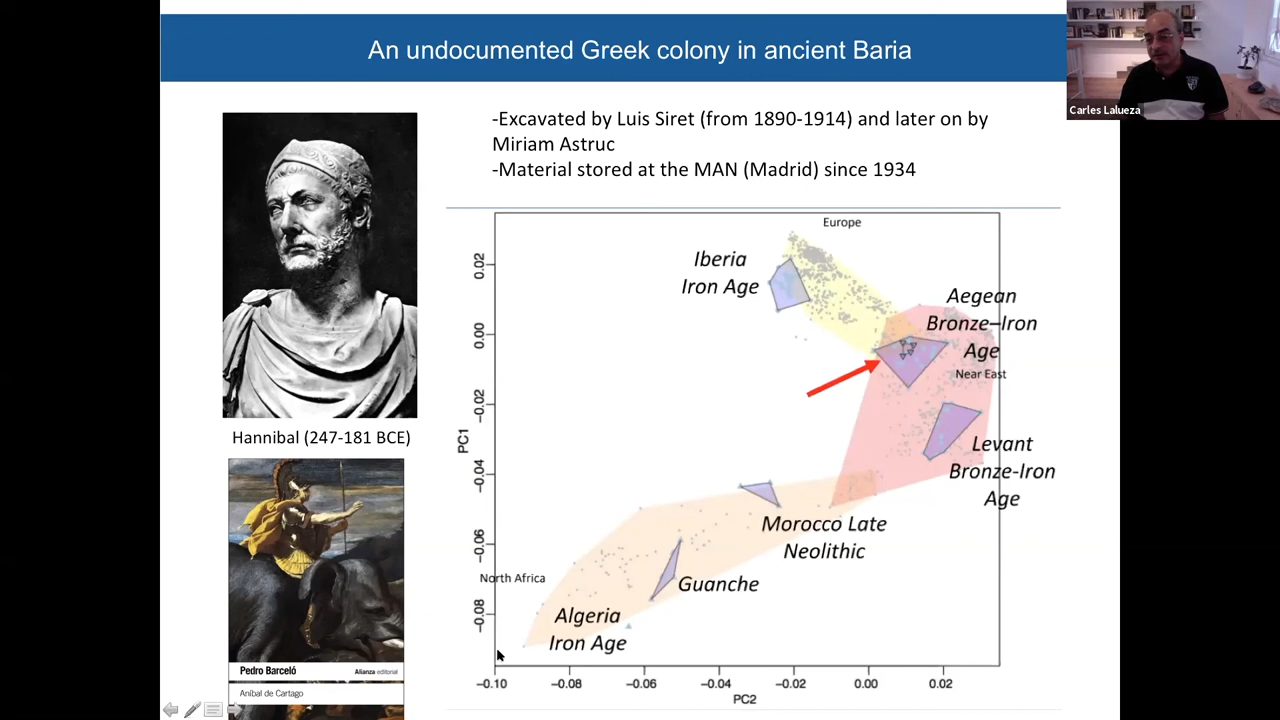 An undocumented Greek colony in ancient Baria
Carles Lalueza
-Excavated by Luis Siret (from 1890-1914) and later on by
Miriam Astruc
-Material stored at the MAN (Madrid) since 1934
Hannibal (247-181 BCE)
Pedro Barceló
Alianza editorial
Aníbal de Cartago
Europe
Iberia
Iron Age
Aegean
Bronze–Iron
Age
Near East
Levant
Bronze-Iron
Age
Morocco Late
Neolithic
Guanche
North Africa
Algeria
Iron Age
PC1
0.02
0.00
−0.02
−0.04
−0.06
−0.08
−0.10
−0.08
−0.06
−0.04
−0.02
0.00
0.02
PC2